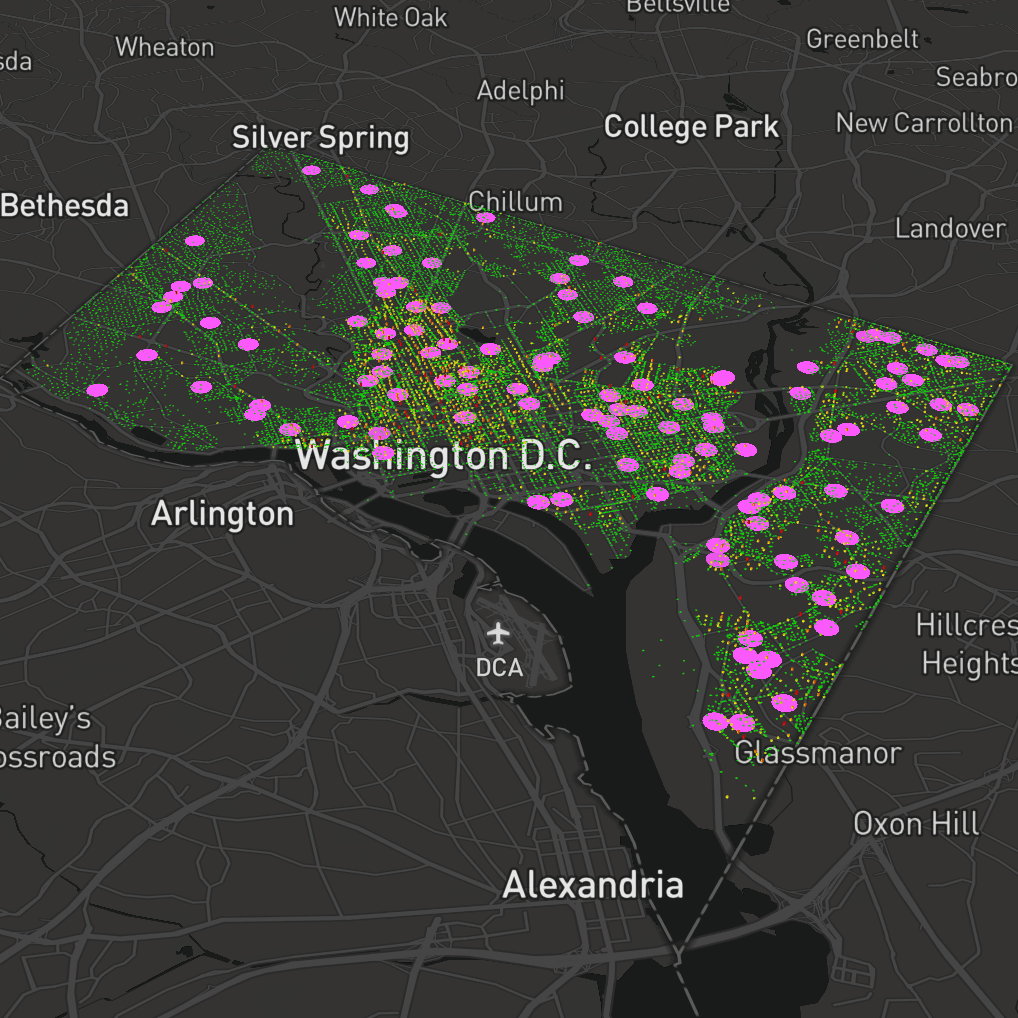 Beltsville
White Oak
Wheaton
Greenbelt
sda
Seabro
Adelphi
New Carrollton
College Park
Silver Spring
Chillum
Bethesda
Landover
Washington D.C.
Arlington
Hillcres
Heights
DCA
Bailey's
ossroads
Glassmanor
Oxon Hill
Alexandria